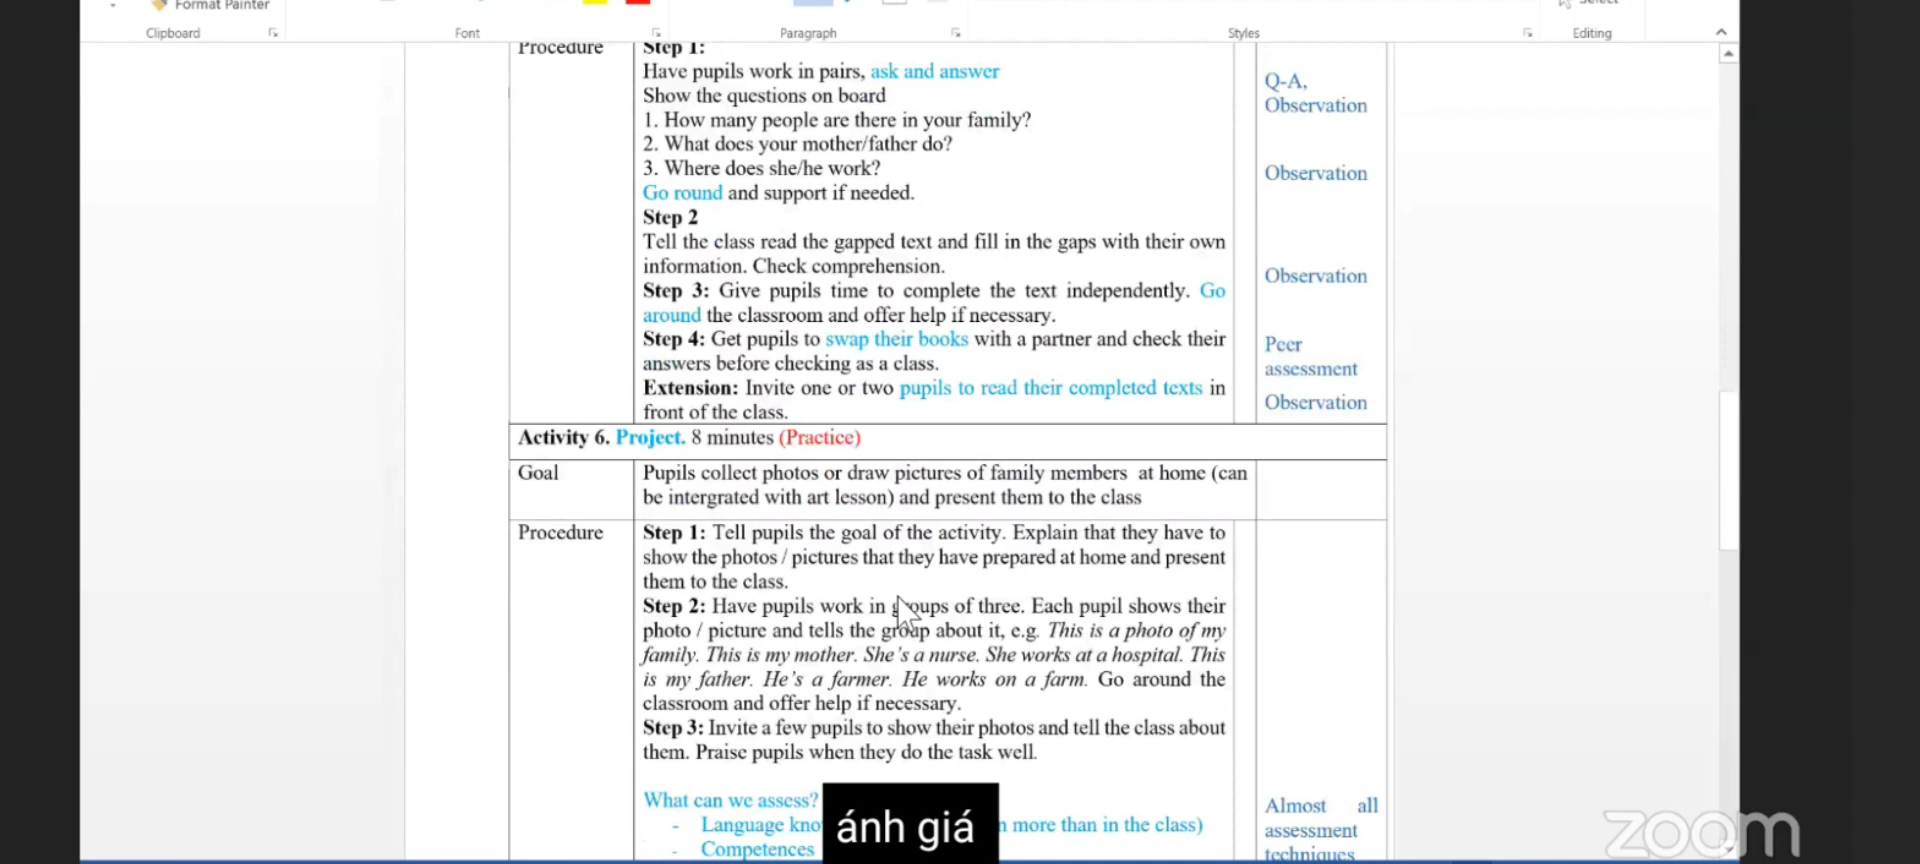 Format Painter
Select
Clipboard
Font
Paragraph
Styles
Editing
Procedure
Step 1:
Have pupils work in pairs, ask and answer
Show the questions on board
1. How many people are there in your family?
2. What does your mother/father do?
3. Where does she/he work?
Go round and support if needed.
Step 2
Tell the class read the gapped text and fill in the gaps with their own
information. Check comprehension.
Step 3: Give pupils time to complete the text independently. Go
around the classroom and offer help if necessary.
Step 4: Get pupils to swap their books with a partner and check their
answers before checking as a class.
Extension: Invite one or two pupils to read their completed texts in
front of the class.
Q-A,
Observation
Observation
Observation
Peer
assessment
Observation
Activity 6. Project. 8 minutes (Practice)
Goal
Pupils collect photos or draw pictures of family members at home (can
be intergrated with art lesson) and present them to the class
Procedure
Step 1: Tell pupils the goal of the activity. Explain that they have to
show the photos / pictures that they have prepared at home and present
them to the class.
Step 2: Have pupils work in groups of three. Each pupil shows their
photo / picture and tells the group about it, e.g. This is a photo of my
family. This is my mother. She's a nurse. She works at a hospital. This
is my father. He's a farmer. He works on a farm. Go around the
classroom and offer help if necessary.
Step 3: Invite a few pupils to show their photos and tell the class about
them. Praise pupils when they do the task well.
What can we assess?
- Language more than in the class)
- Competences
Almost all
assessment
techniques
ánh giá
zoom